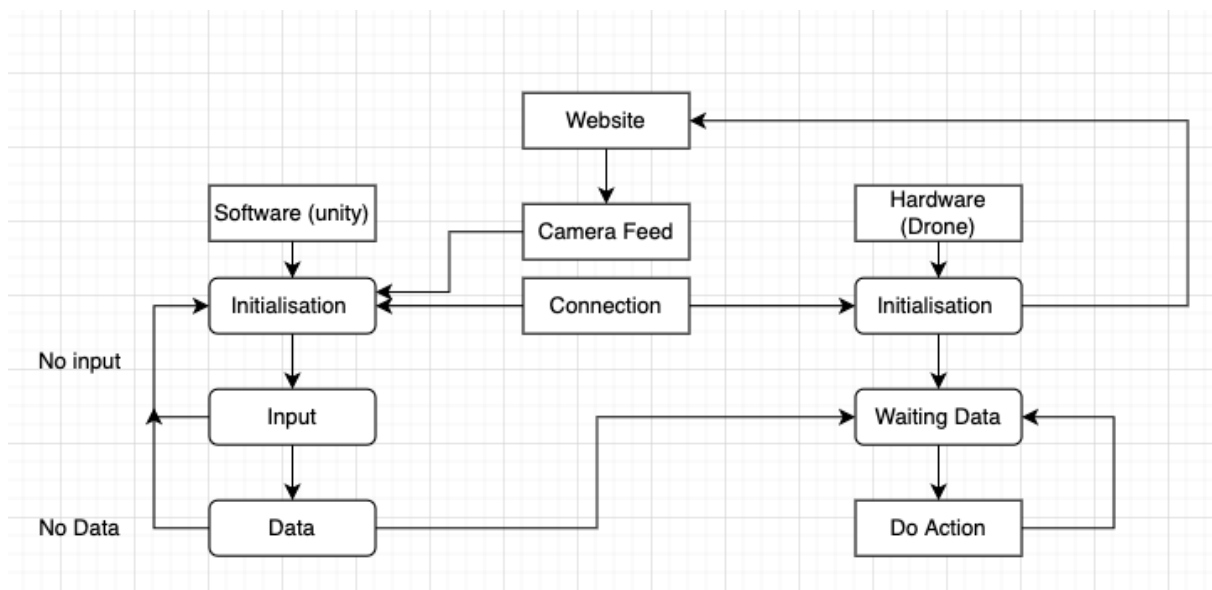 Website
Software (unity)
Hardware
(Drone)
Camera Feed
Initialisation
Connection
Initialisation
No input
Input
Waiting Data
No Data
Data
Do Action